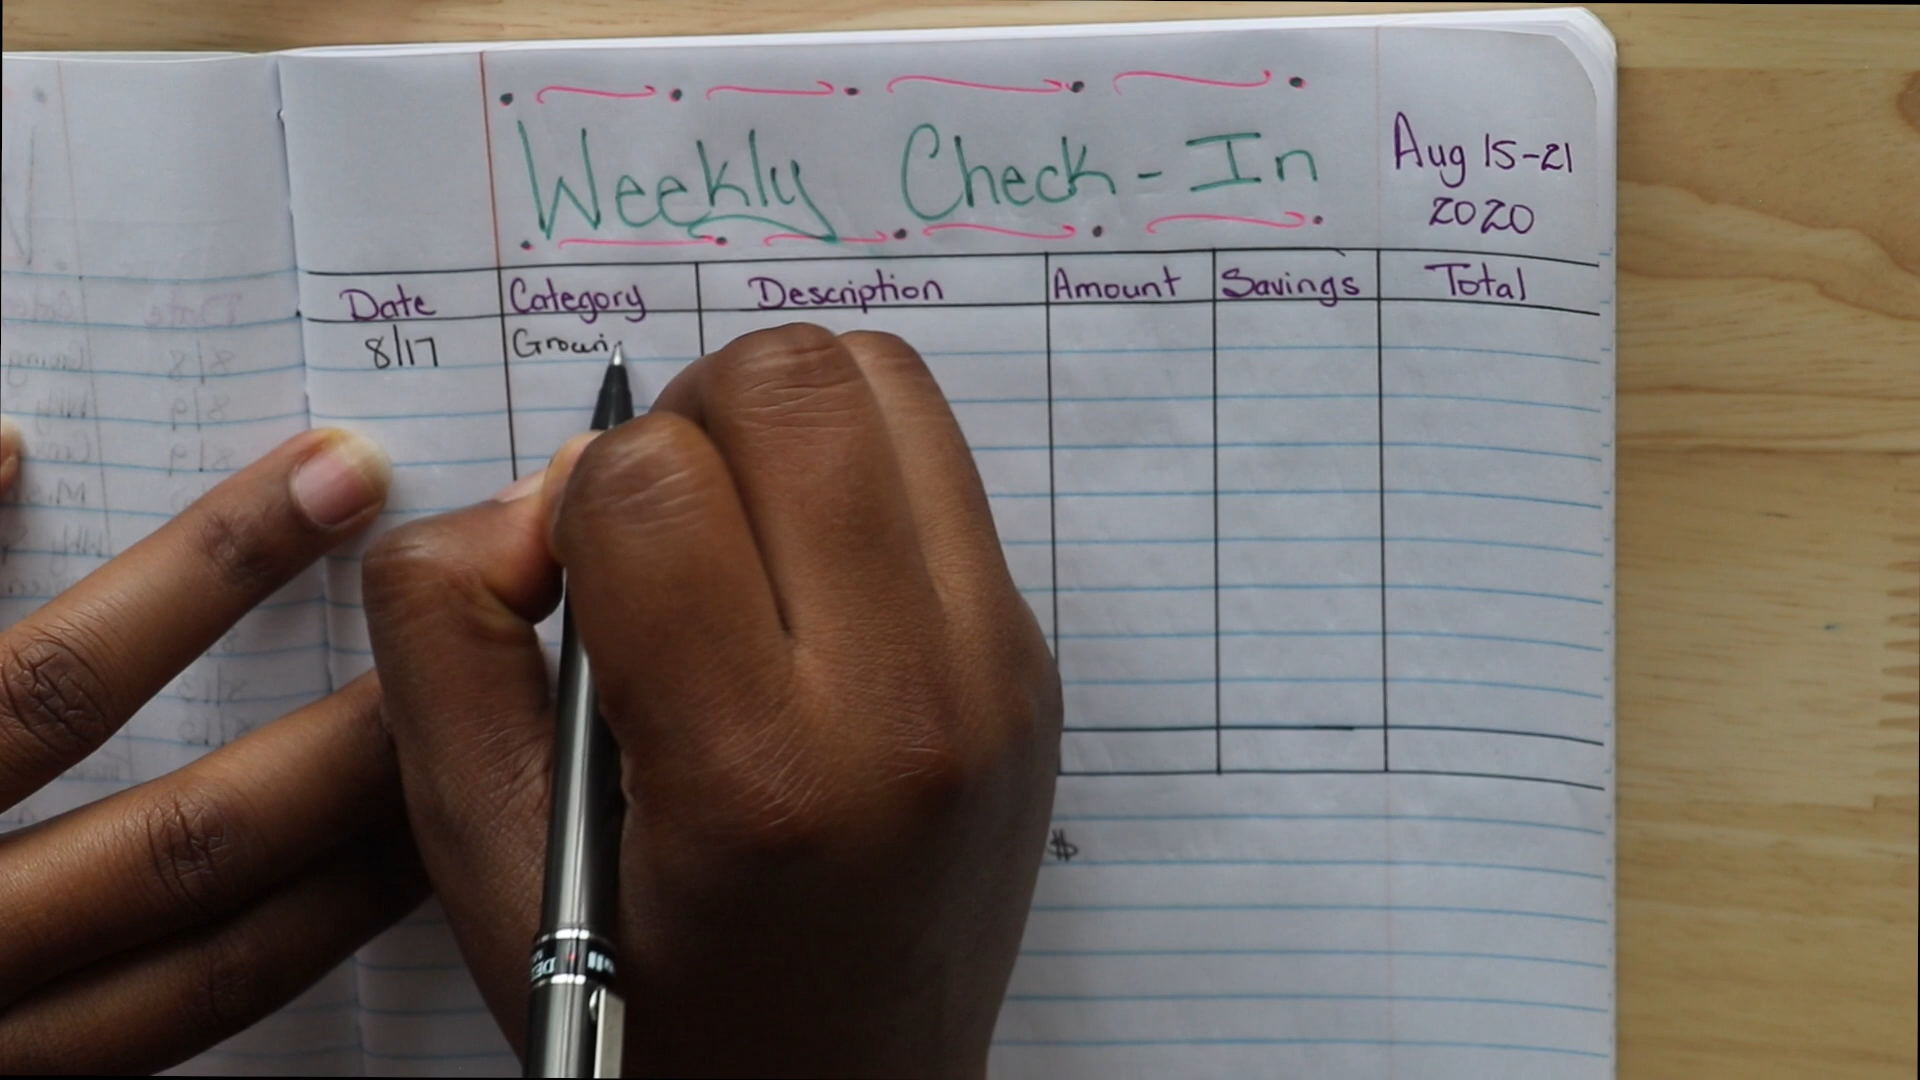 Weekly Check-In
Aug 15-21
2020
Date Category Description Amount Savings Total
8/17
$